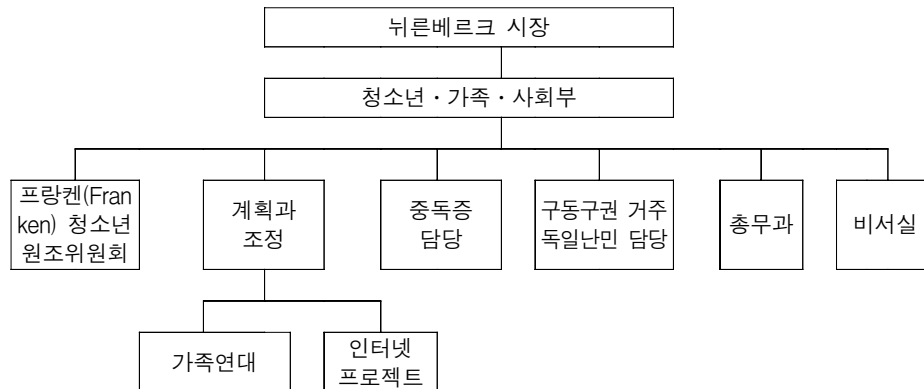 뉘른베르크 시장
청소년・가족・사회부
프랑켄(Fran
ken) 청소년
원조위원회
계획과
조정
중독증
담당
구동구권 거주
독일난민 담당
총무과
비서실
가족연대
인터넷
프로젝트